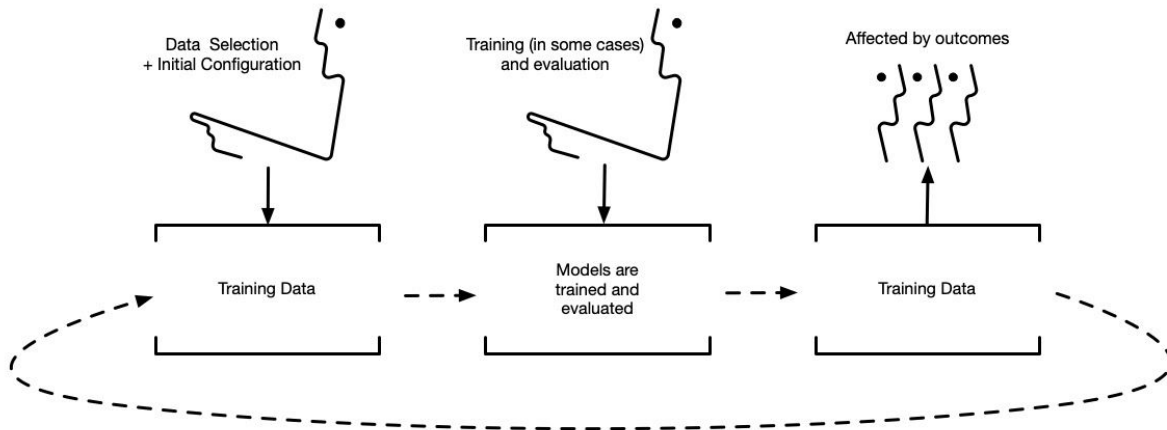 Data Selection
+ Initial Configuration
Training (in some cases)
and evaluation
Affected by outcomes
Training Data
Models are
trained and
evaluated
Training Data